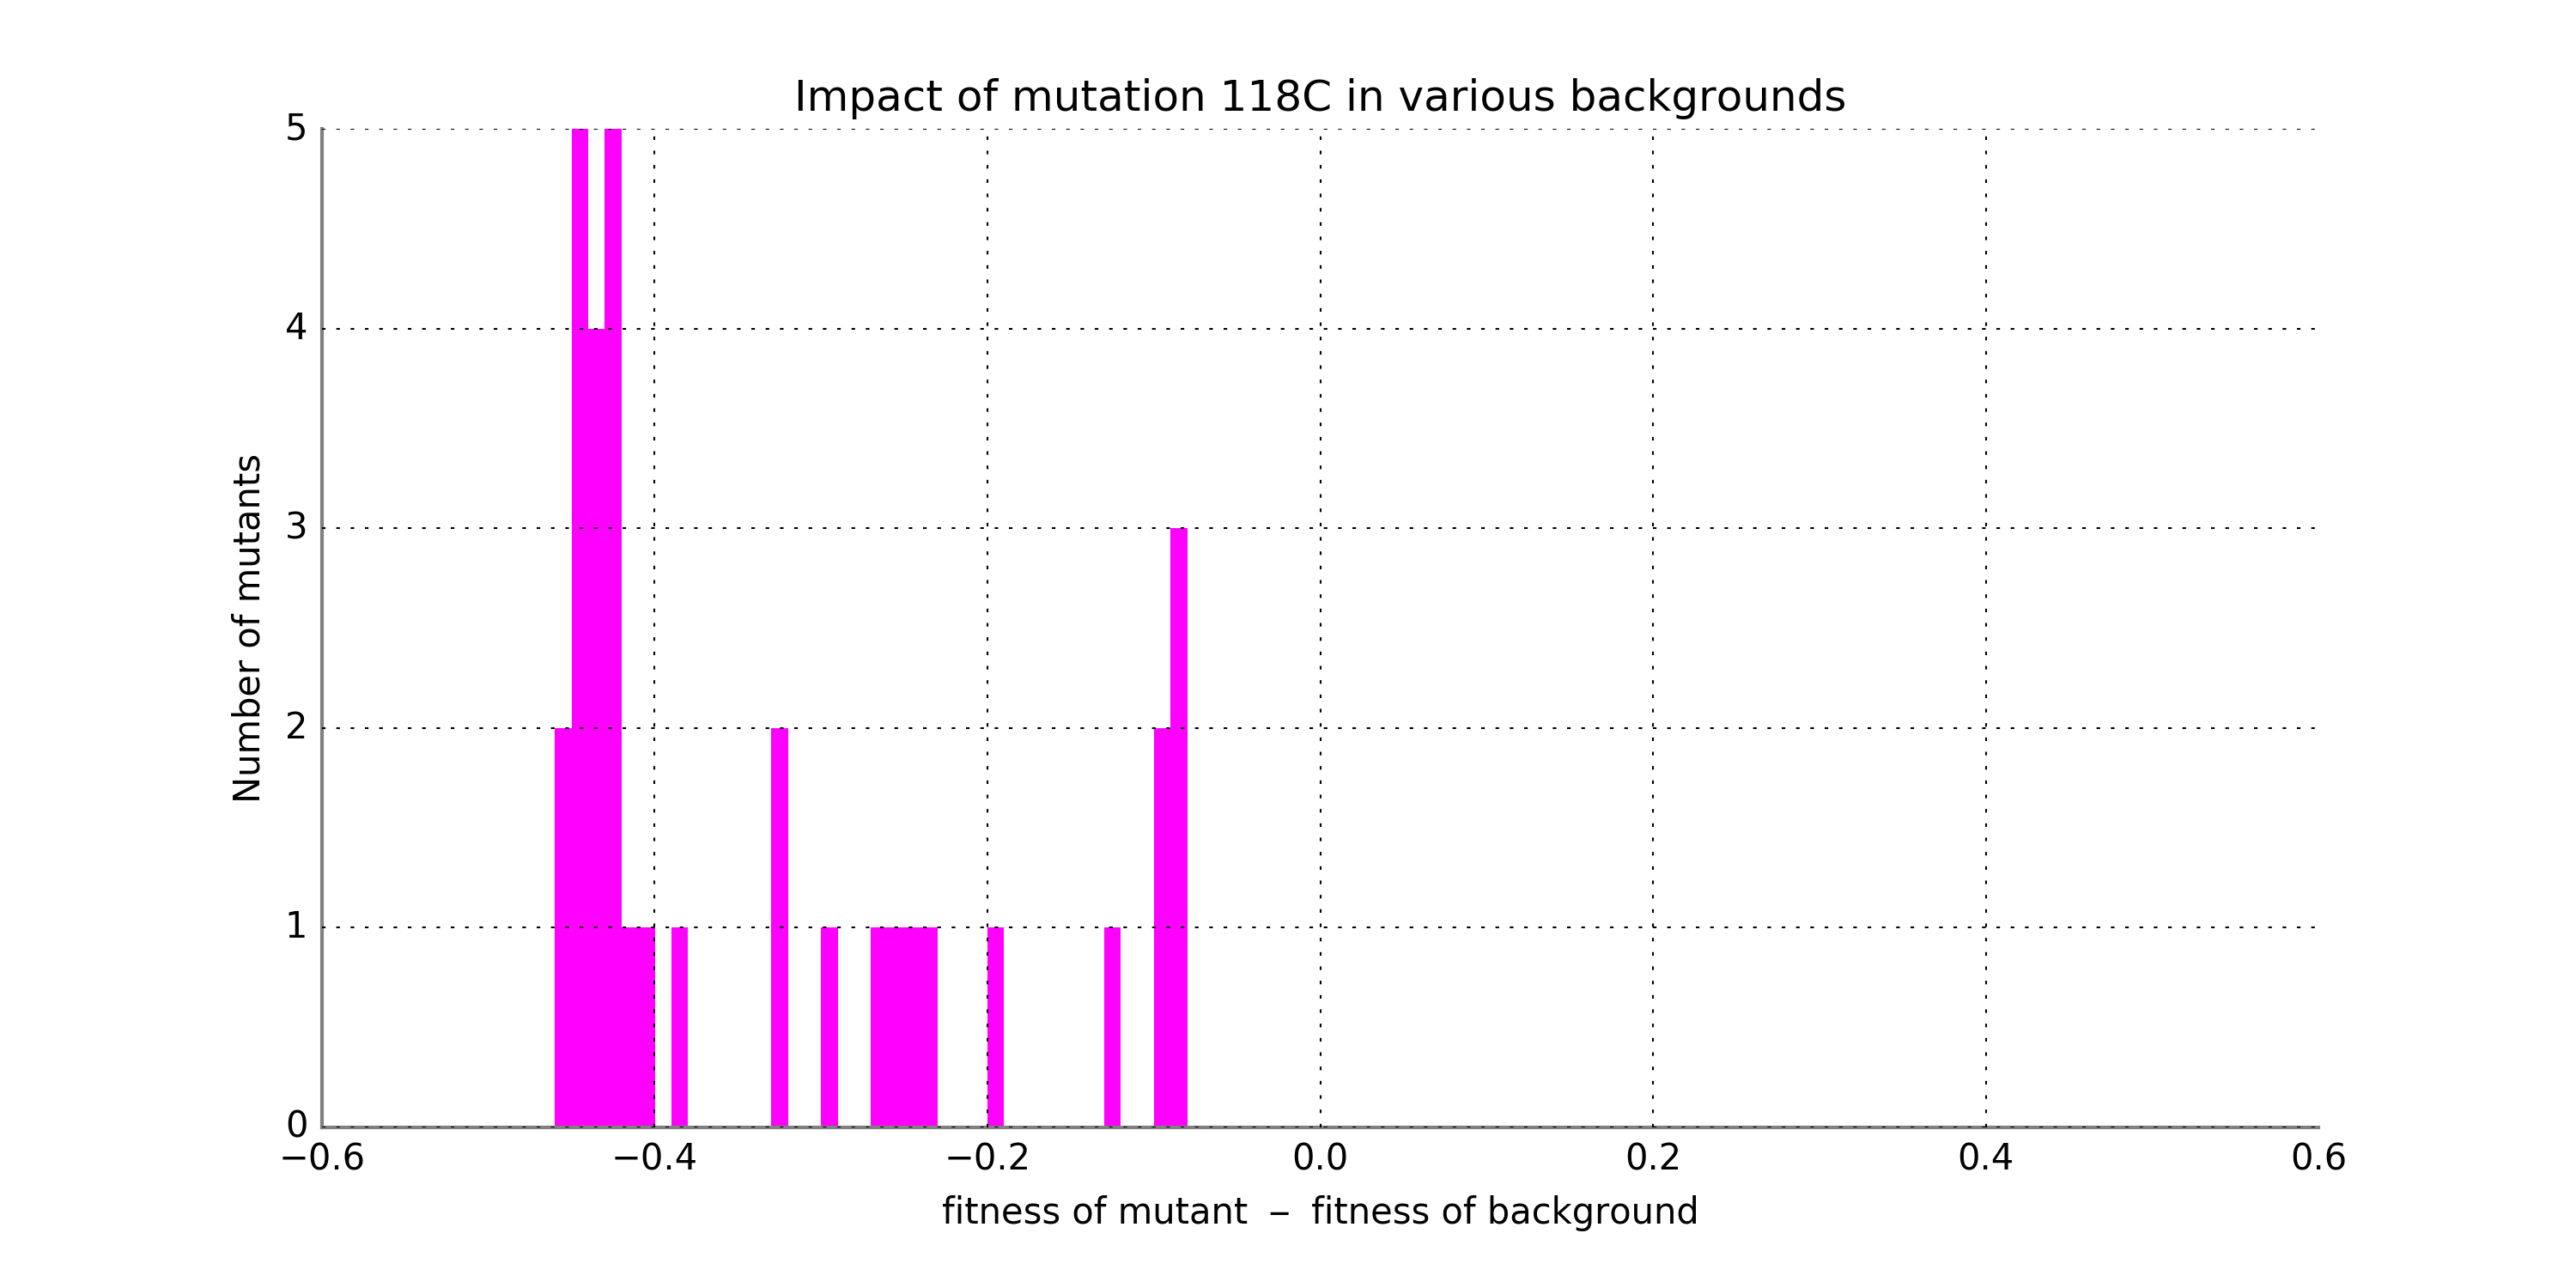 Impact of mutation 118C in various backgrounds
5
4
3
2
1
0
Number of mutants
−0.6 −0.4 −0.2 0.0 0.2 0.4 0.6
fitness of mutant − fitness of background